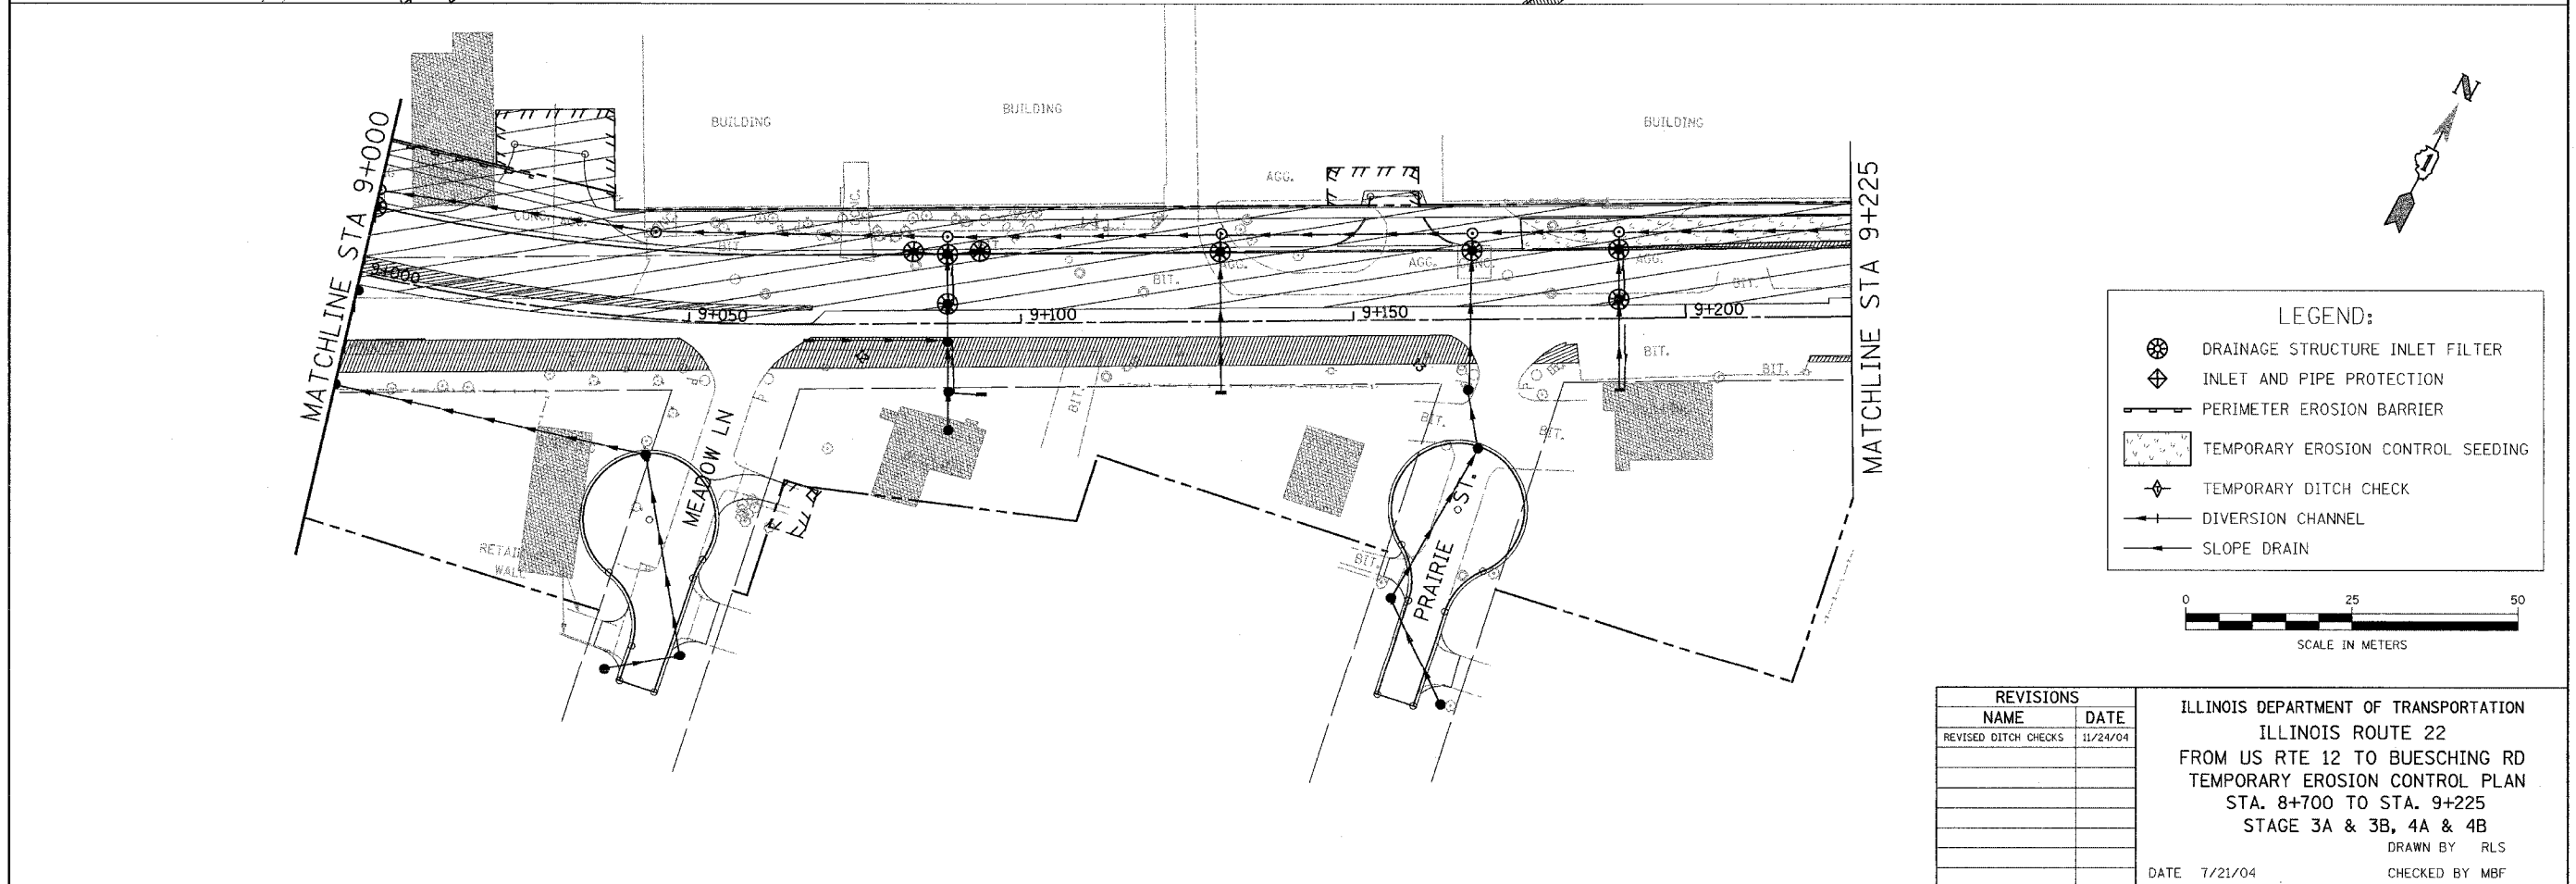 BUILDING
BUILDING
BUILDING
N
1
MATCHLINE STA 9+000
AGG.
CONC.
CONC.
BIT.
BIT.
AGG.
AGG.
AGG.
BIT.
9+000
9+050
9+100
9+150
9+200
MATCHLINE STA 9+225
BIT.
BIT.
BIT.
BIT.
BIT.
MEADOW LN
P
P
P
P
RETAIN
WALL
BIT.
PRAIRIE ST.
LEGEND:
DRAINAGE STRUCTURE INLET FILTER
INLET AND PIPE PROTECTION
PERIMETER EROSION BARRIER
TEMPORARY EROSION CONTROL SEEDING
TEMPORARY DITCH CHECK
DIVERSION CHANNEL
SLOPE DRAIN
0 25 50
SCALE IN METERS
REVISIONS
NAME DATE
REVISED DITCH CHECKS 11/24/04
ILLINOIS DEPARTMENT OF TRANSPORTATION
ILLINOIS ROUTE 22
FROM US RTE 12 TO BUESCHING RD
TEMPORARY EROSION CONTROL PLAN
STA. 8+700 TO STA. 9+225
STAGE 3A & 3B, 4A & 4B
DRAWN BY RLS
DATE 7/21/04 CHECKED BY MBF